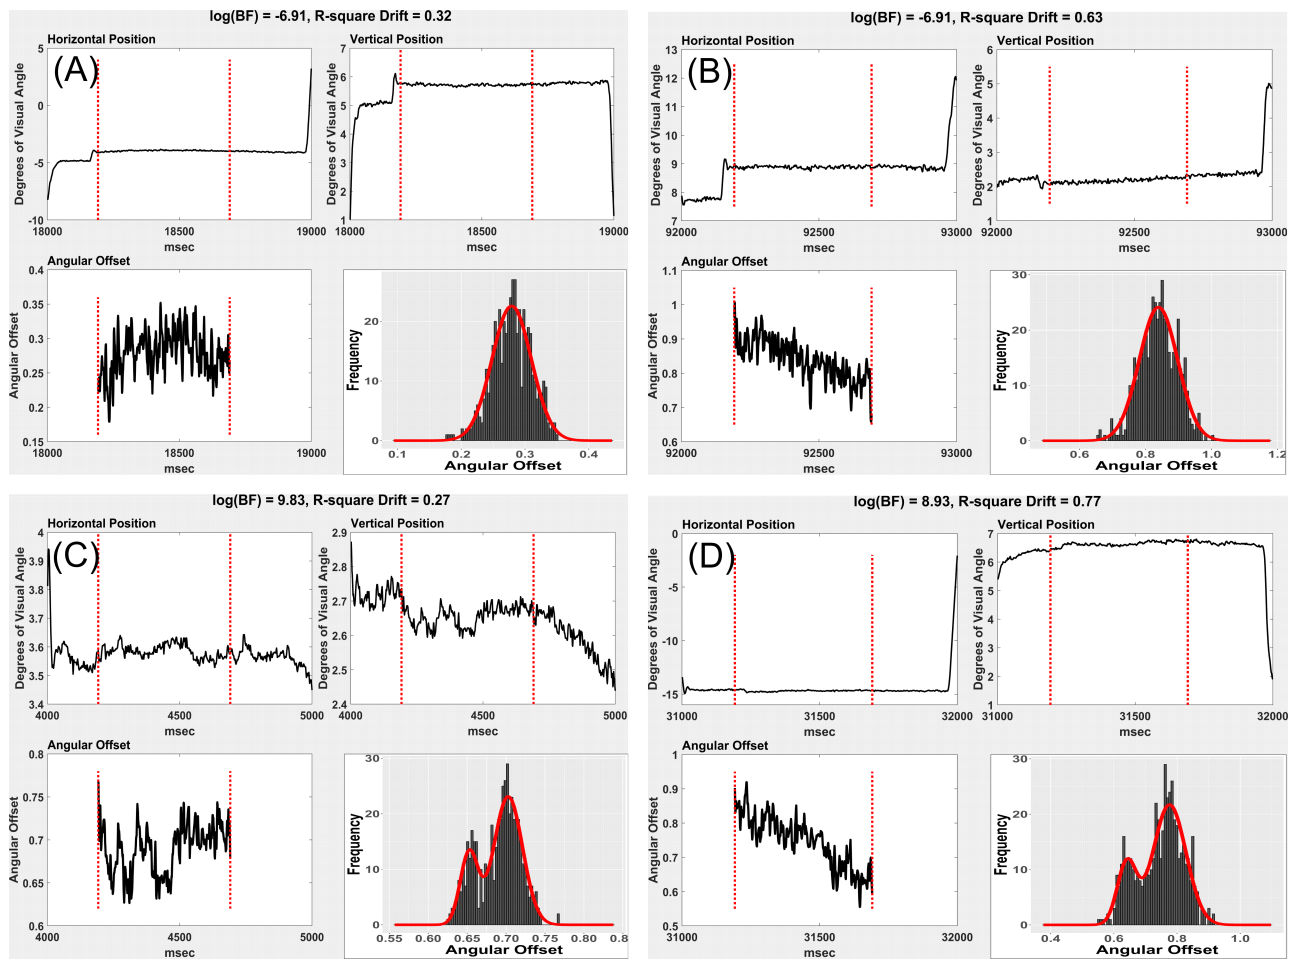 log(BF) = -6.91, R-square Drift = 0.32
Horizontal Position
Vertical Position
(A)
Degrees of Visual Angle
5
0
-5
-10
18000 18500 19000
msec
7
6
5
4
3
2
1
18000 18500 19000
msec
Angular Offset
Angular Offset
0.4
0.35
0.3
0.25
0.2
0.15
18000 18500 19000
msec
Frequency
20
10
0
0.1 0.2 0.3 0.4
Angular Offset
log(BF) = -6.91, R-square Drift = 0.63
Horizontal Position
Vertical Position
(B)
Degrees of Visual Angle
13
12
11
10
9
8
7
92000 92500 93000
msec
Degrees of Visual Angle
6
5
4
3
2
1
92000 92500 93000
msec
Angular Offset
Angular Offset
1.1
1
0.9
0.8
0.7
0.6
92000 92500 93000
msec
Frequency
30
20
10
0
0.6 0.8 1.0 1.2
Angular Offset
log(BF) = 9.83, R-square Drift = 0.27
Horizontal Position
Vertical Position
(C)
Degrees of Visual Angle
4
3.9
3.8
3.7
3.6
3.5
3.4
4000 4500 5000
msec
Degrees of Visual Angle
2.9
2.8
2.7
2.6
2.5
2.4
4000 4500 5000
msec
Angular Offset
Angular Offset
0.8
0.75
0.7
0.65
0.6
4000 4500 5000
msec
Frequency
30
20
10
0
0.55 0.60 0.65 0.70 0.75 0.8
Angular Offset
log(BF) = 8.93, R-square Drift = 0.77
Horizontal Position
Vertical Position
(D)
Degrees of Visual Angle
0
-5
-10
-15
31000 31500 32000
msec
Degrees of Visual Angle
7
6
5
4
3
2
1
31000 31500 32000
msec
Angular Offset
Angular Offset
1
0.9
0.8
0.7
0.6
0.5
31000 31500 32000
msec
Frequency
30
20
10
0
0.4 0.6 0.8 1.0
Angular Offset